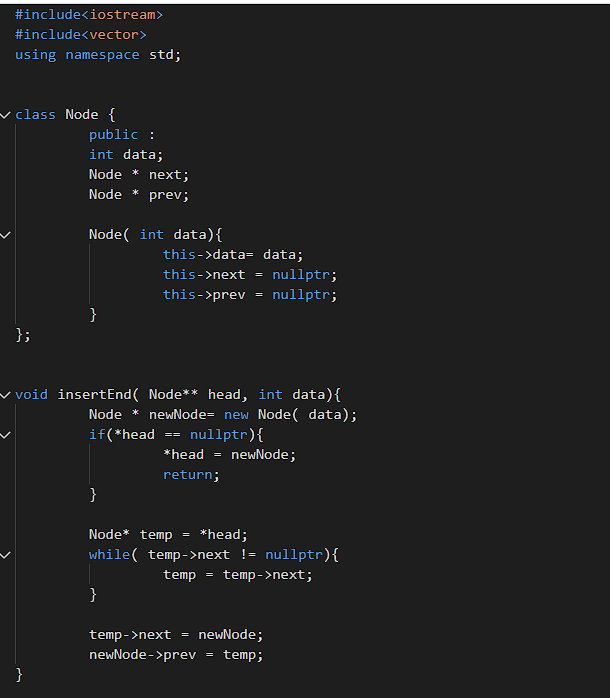 #include<iostream>
#include<vector>
using namespace std;
class Node {
public :
int data;
Node * next;
Node * prev;
Node( int data){
this->data= data;
this->next = nullptr;
this->prev = nullptr;
}
};
void insertEnd( Node** head, int data){
Node * newNode= new Node( data);
if(*head == nullptr){
*head = newNode;
return;
}
Node* temp = *head;
while( temp->next != nullptr){
temp = temp->next;
}
temp->next = newNode;
newNode->prev = temp;
}